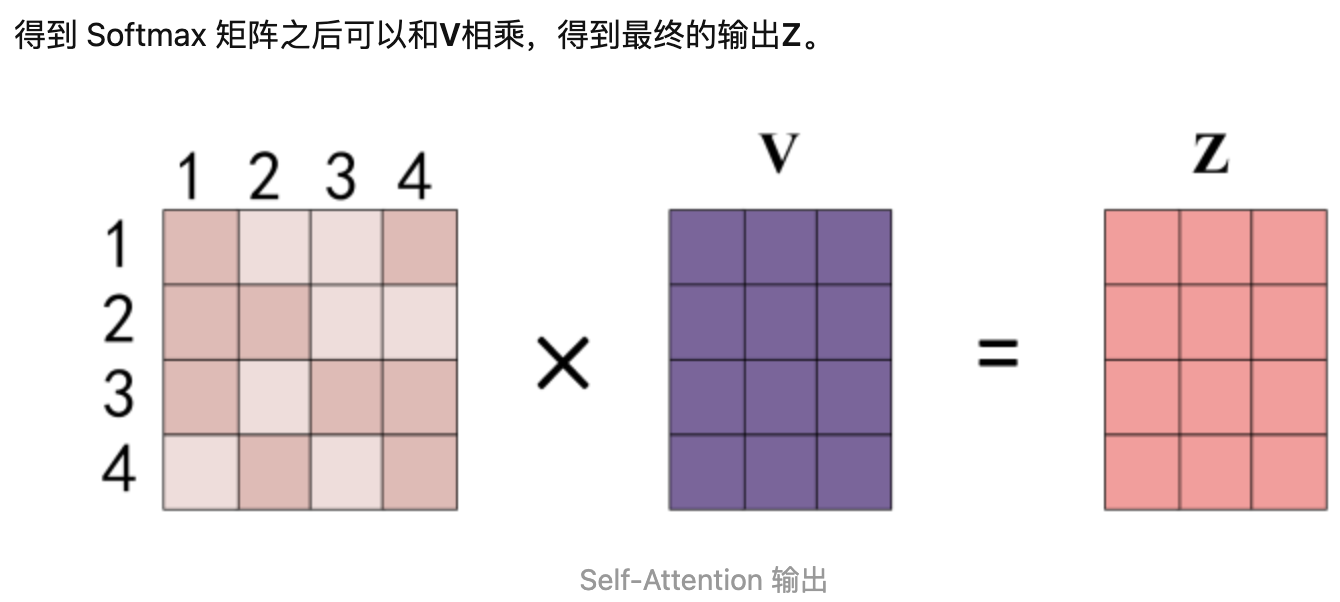 得到 Softmax 矩阵之后可以和V相乘，得到最终的输出Z。
V
Z
1 2 3 4
1
2
3
4
×
=
Self-Attention 输出